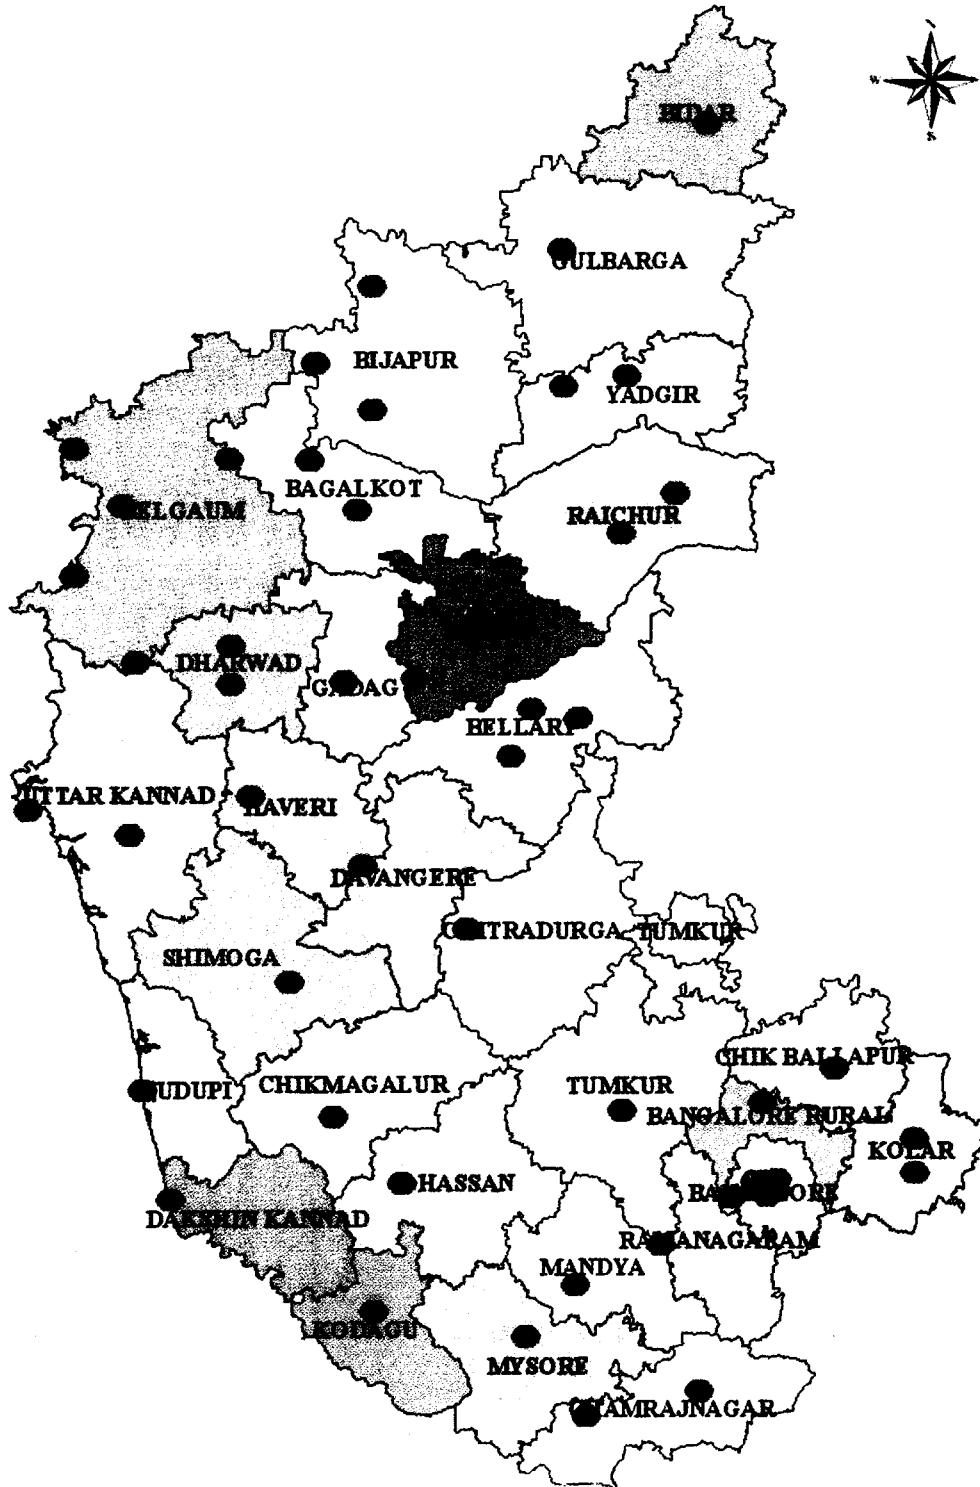 W
S
BIDAR
GULBARGA
BIJAPUR
YADGIR
BAGALKOT
BELGAUM
RAICHUR
DHARWAD
GADAG
BELLARI
UTTAR KANNAD
HAVERI
DAVANGERE
CHITRADURGA
TUMKUR
SHIMOGA
CHIK BALLAPUR
UDUPI
CHIKMAGALUR
TUMKUR
BANGALORE RURAL
KOLAR
HASSAN
BANGALORE
DAKSHIN KANNAD
RAMANAGARAM
MANDYA
KODAGU
MYSORE
CHAMRAJNAGAR